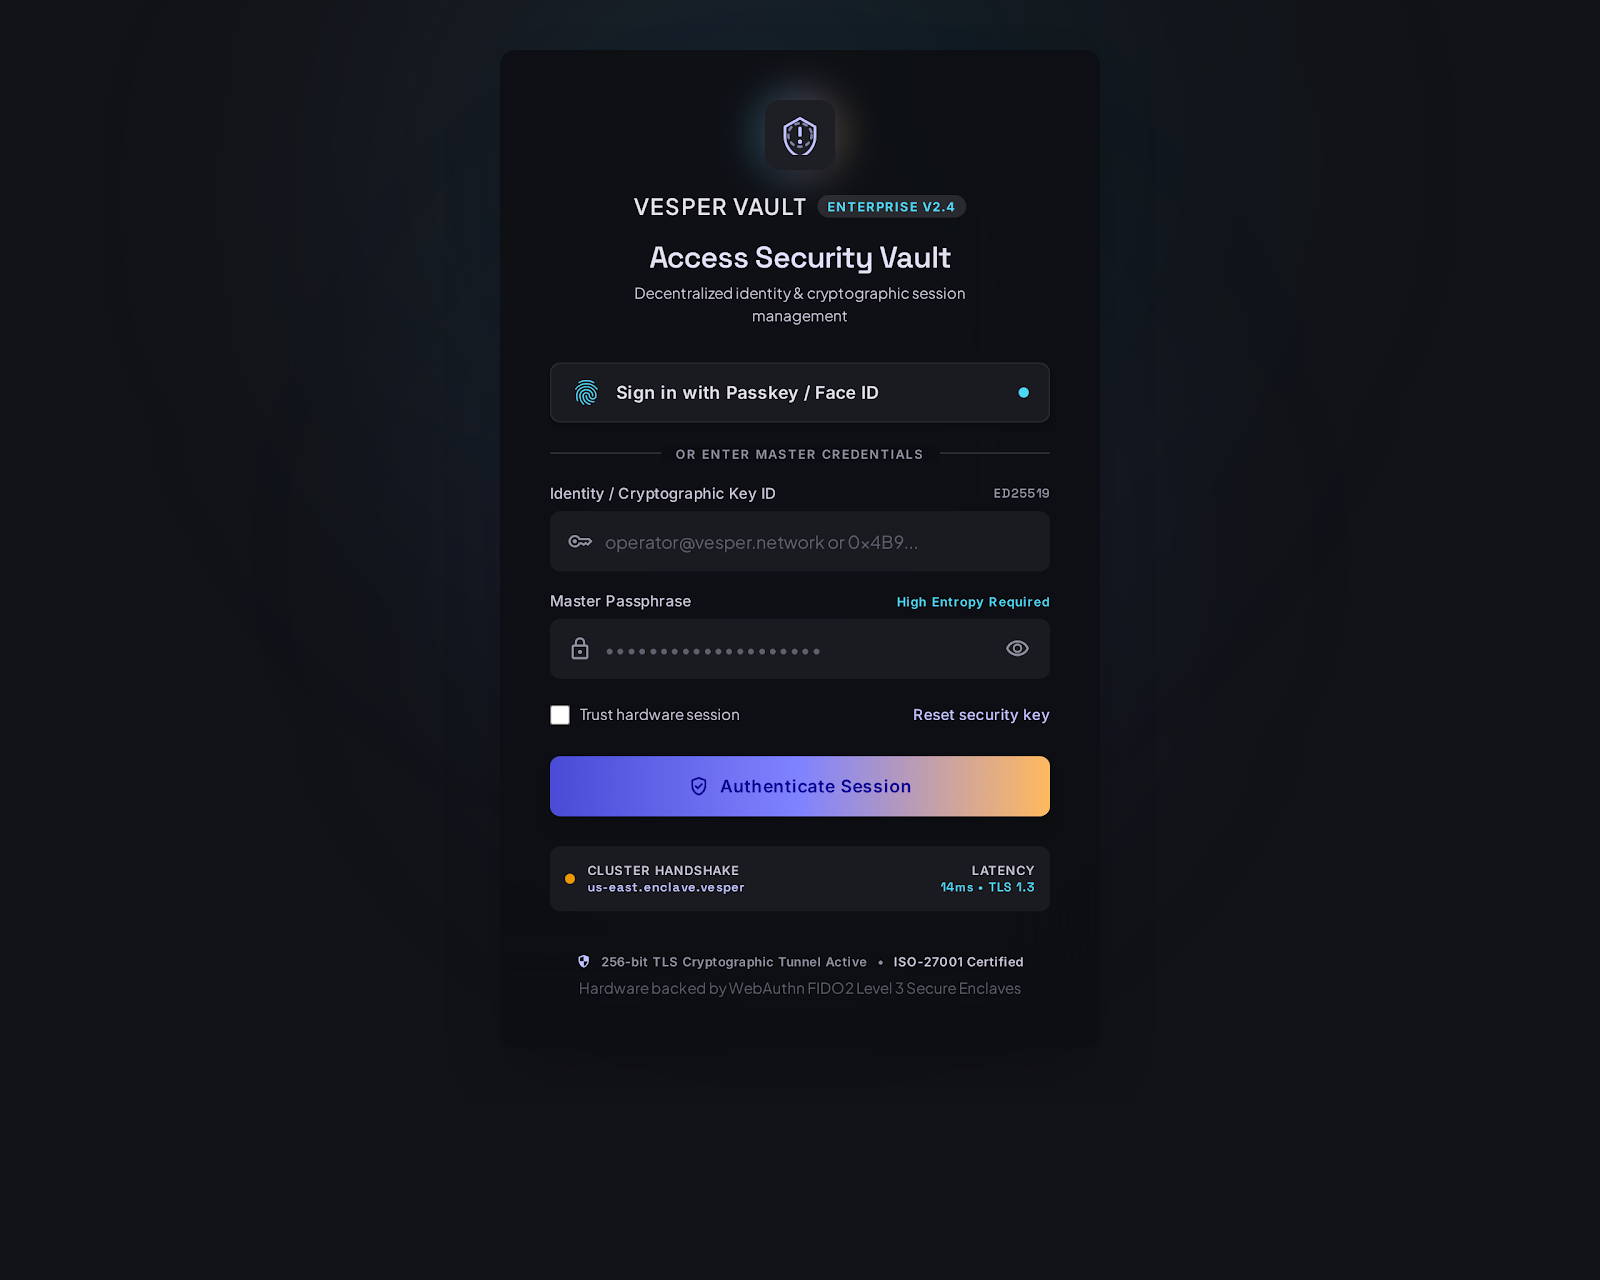 VESPER VAULT ENTERPRISE V2.4
Access Security Vault
Decentralized identity & cryptographic session
management
Sign in with Passkey / Face ID
OR ENTER MASTER CREDENTIALS
Identity / Cryptographic Key ID ED25519
operator@vesper.network or 0x4B9...
Master Passphrase High Entropy Required
••••••••••••••••••••
Trust hardware session Reset security key
Authenticate Session
CLUSTER HANDSHAKE LATENCY
us-east.enclave.vesper 14ms • TLS 1.3
256-bit TLS Cryptographic Tunnel Active • ISO-27001 Certified
Hardware backed by WebAuthn FIDO2 Level 3 Secure Enclaves